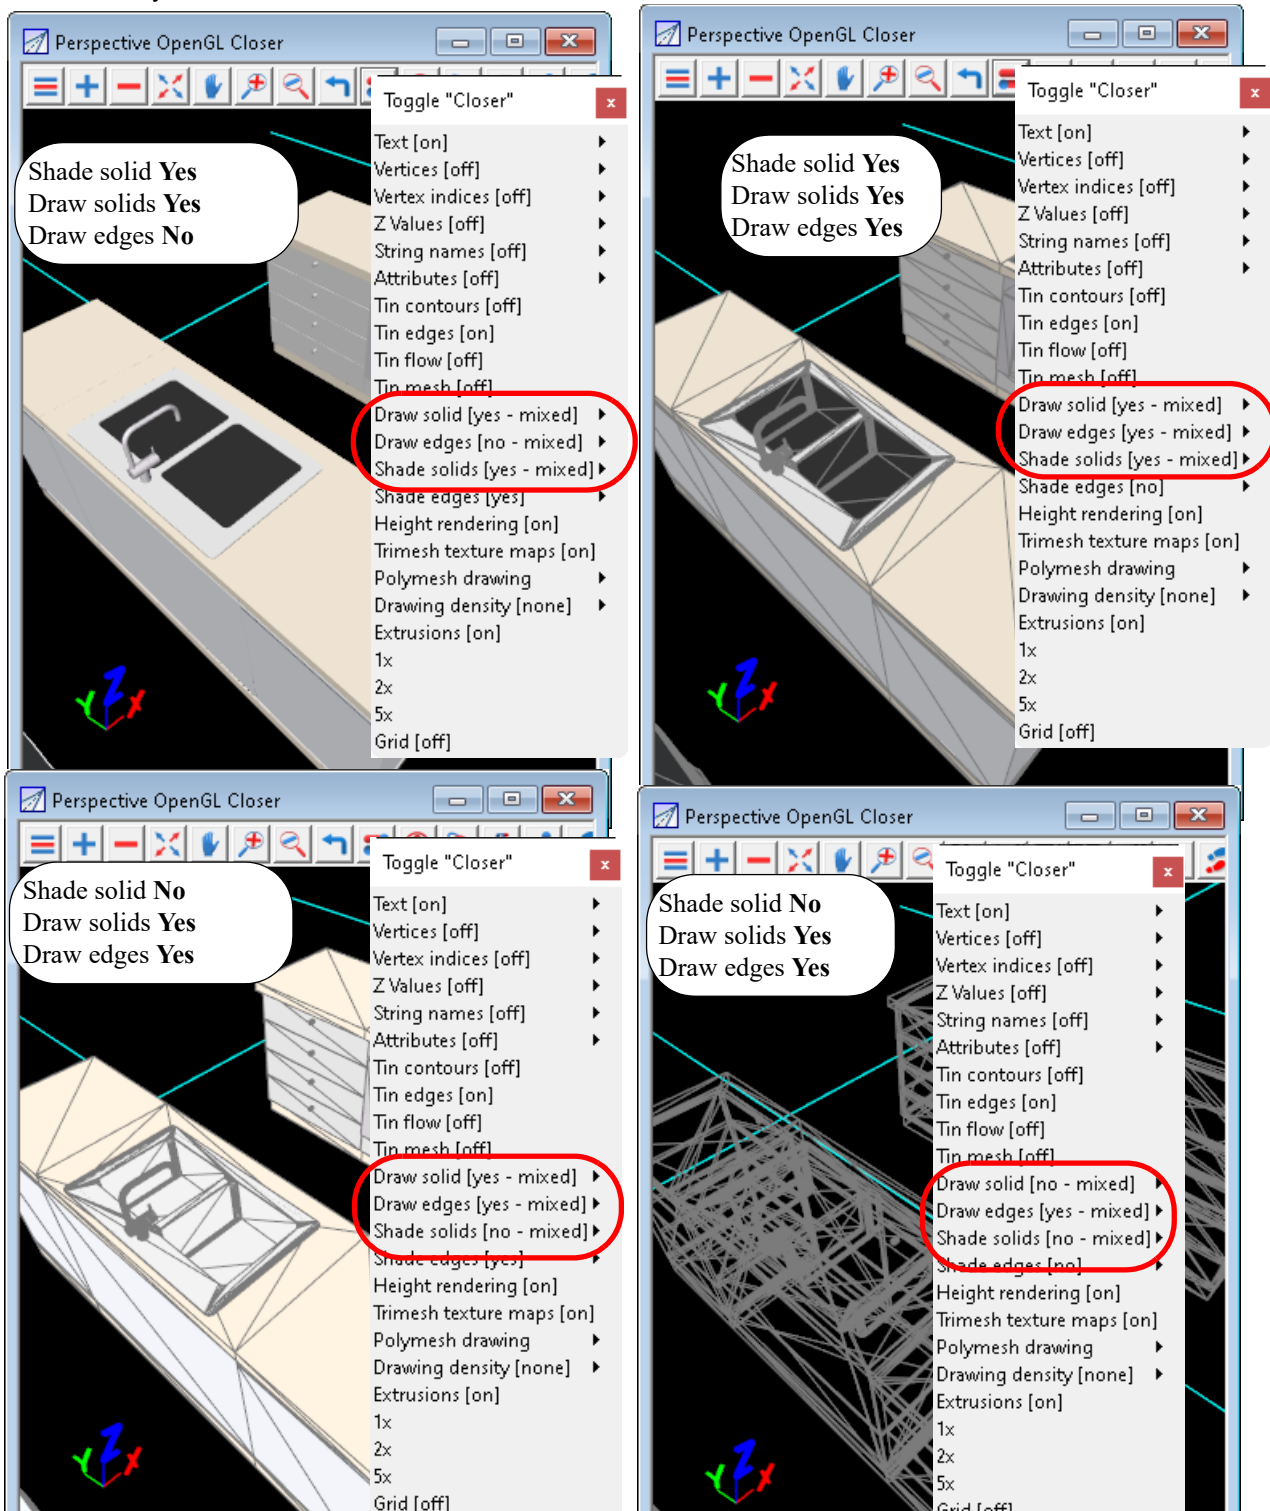 Perspective OpenGL Closer
Toggle "Closer"
x
Shade solid Yes
Draw solids Yes
Draw edges No
Text [on]
Vertices [off]
Vertex indices [off]
Z Values [off]
String names [off]
Attributes [off]
Tin contours [off]
Tin edges [on]
Tin flow [off]
Tin mesh [off]
Draw solid [yes - mixed]
Draw edges [no - mixed]
Shade solids [yes - mixed]
Shade edges [yes]
Height rendering [on]
Trimesh texture maps [on]
Polymesh drawing
Drawing density [none]
Extrusions [on]
1x
2x
5x
Grid [off]
Y Z X
Perspective OpenGL Closer
Toggle "Closer"
x
Shade solid Yes
Draw solids Yes
Draw edges Yes
Text [on]
Vertices [off]
Vertex indices [off]
Z Values [off]
String names [off]
Attributes [off]
Tin contours [off]
Tin edges [on]
Tin flow [off]
Tin mesh [off]
Draw solid [yes - mixed]
Draw edges [yes - mixed]
Shade solids [yes - mixed]
Shade edges [no]
Height rendering [on]
Trimesh texture maps [on]
Polymesh drawing
Drawing density [none]
Extrusions [on]
1x
2x
5x
Grid [off]
Y Z X
Perspective OpenGL Closer
Toggle "Closer"
x
Shade solid No
Draw solids Yes
Draw edges Yes
Text [on]
Vertices [off]
Vertex indices [off]
Z Values [off]
String names [off]
Attributes [off]
Tin contours [off]
Tin edges [on]
Tin flow [off]
Tin mesh [off]
Draw solid [yes - mixed]
Draw edges [yes - mixed]
Shade solids [no - mixed]
Shade edges [yes]
Height rendering [on]
Trimesh texture maps [on]
Polymesh drawing
Drawing density [none]
Extrusions [on]
1x
2x
5x
Grid [off]
Y Z X
Perspective OpenGL Closer
Toggle "Closer"
x
Shade solid No
Draw solids Yes
Draw edges Yes
Text [on]
Vertices [off]
Vertex indices [off]
Z Values [off]
String names [off]
Attributes [off]
Tin contours [off]
Tin edges [on]
Tin flow [off]
Tin mesh [off]
Draw solid [no - mixed]
Draw edges [yes - mixed]
Shade solids [no - mixed]
Shade edges [no]
Height rendering [on]
Trimesh texture maps [on]
Polymesh drawing
Drawing density [none]
Extrusions [on]
1x
2x
5x
Grid [off]
Y Z X